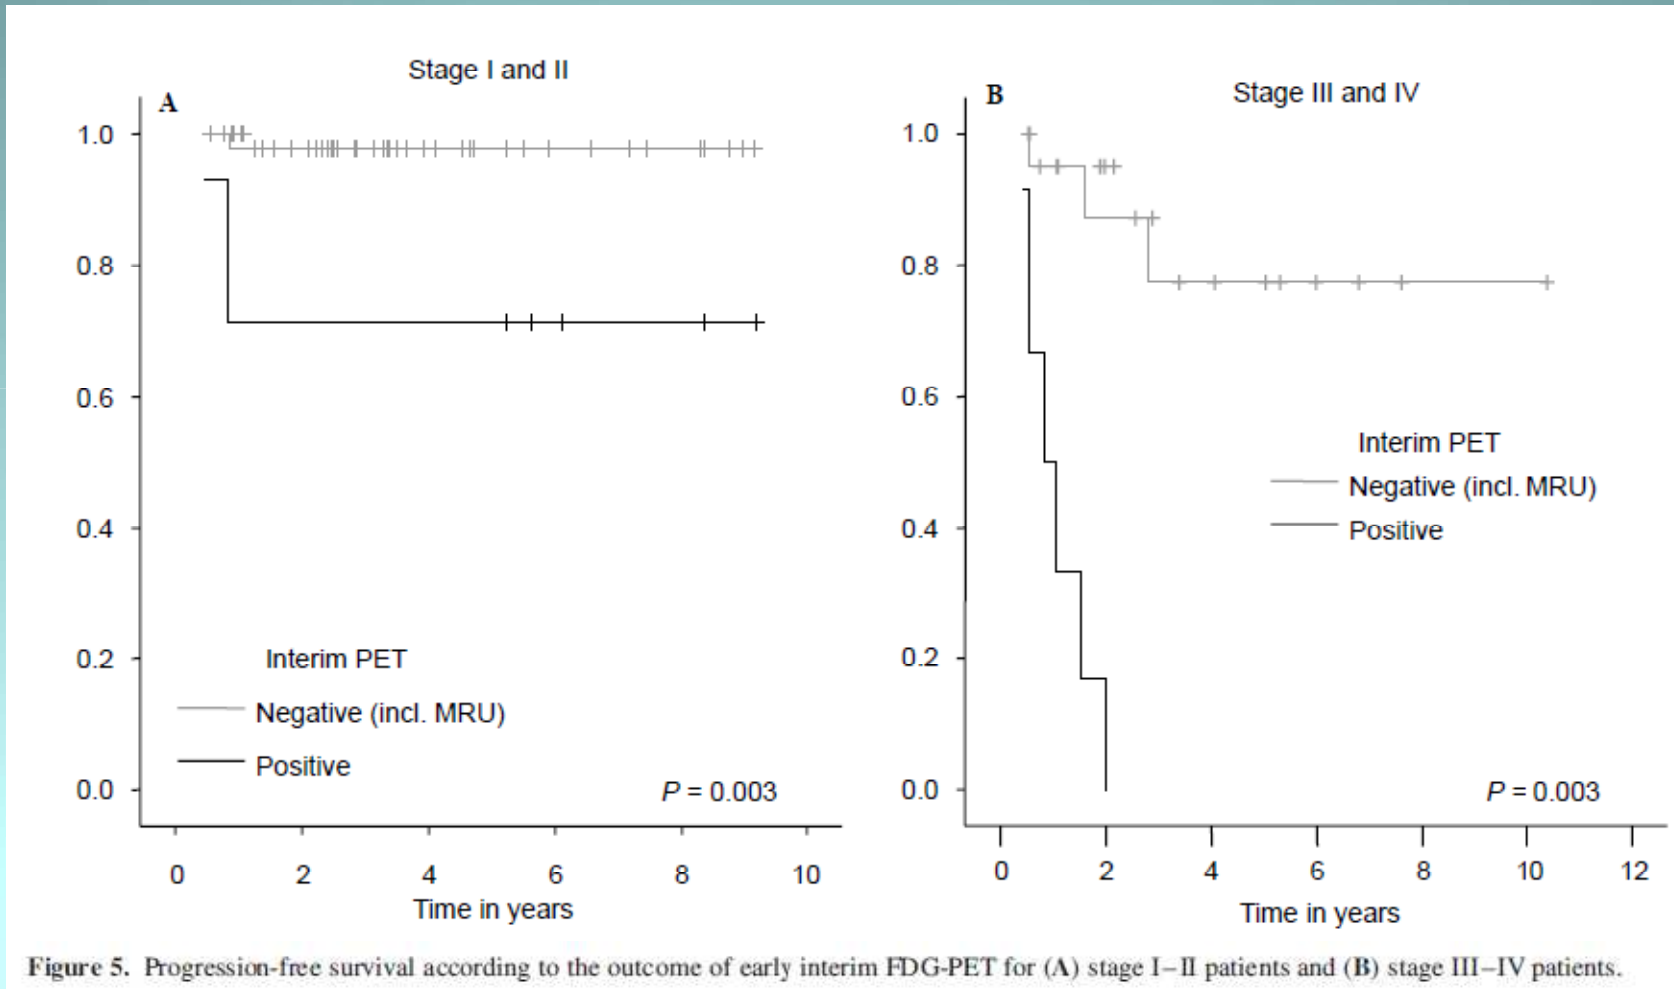 Stage I and II
A
1.0
0.8
0.6
0.4
0.2
0.0
Interim PET
Negative (incl. MRU)
Positive
P = 0.003
0 2 4 6 8 10
Time in years
Stage III and IV
B
1.0
0.8
0.6
0.4
0.2
0.0
Interim PET
Negative (incl. MRU)
Positive
P = 0.003
0 2 4 6 8 10 12
Time in years
Figure 5. Progression-free survival according to the outcome of early interim FDG-PET for (A) stage I–II patients and (B) stage III–IV patients.